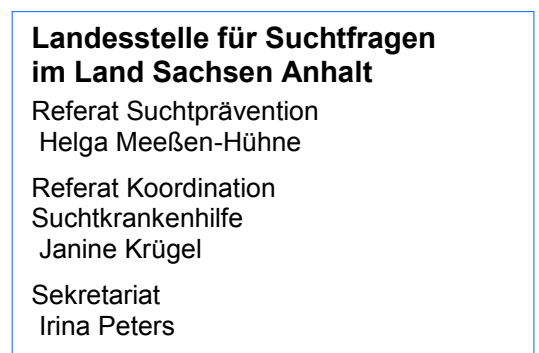 Landesstelle für Suchtfragen
im Land Sachsen Anhalt
Referat Suchtprävention
Helga Meeßen-Hühne
Referat Koordination
Suchtkrankenhilfe
Janine Krügel
Sekretariat
Irina Peters